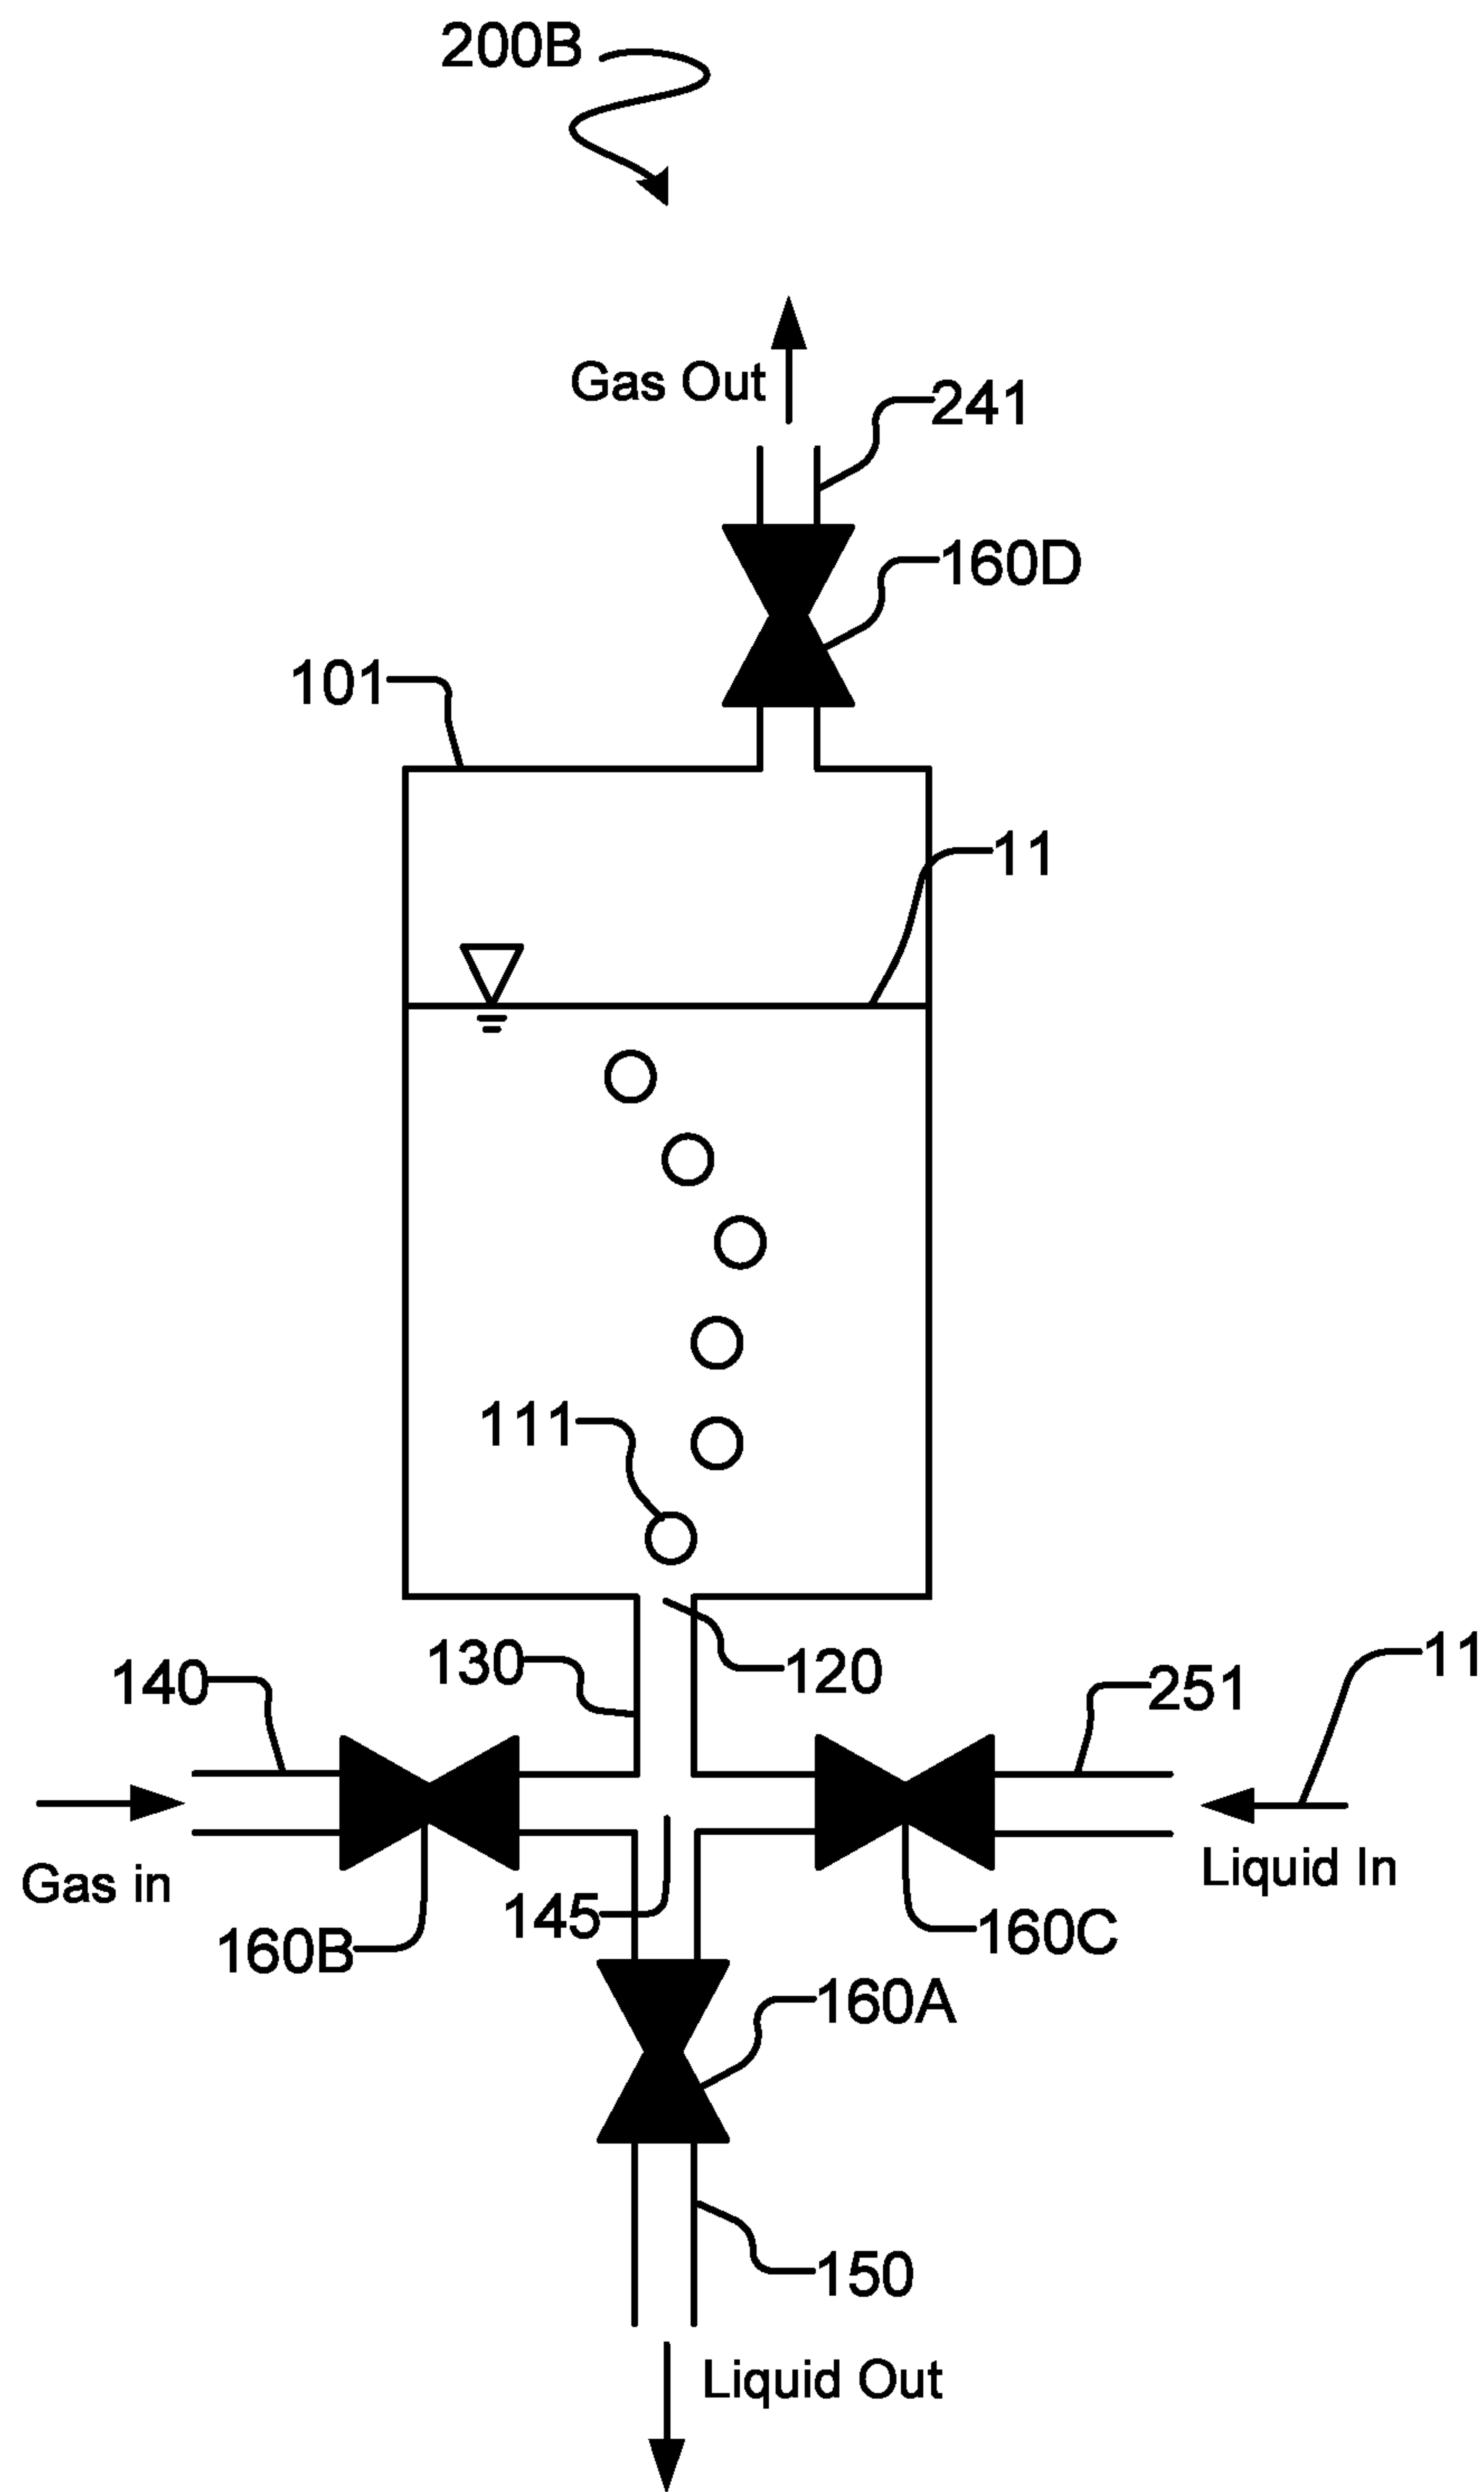 200B
Gas Out
241
160D
101
11
111
130
120
140
251
11
Gas in
Liquid In
145
160B
160C
160A
150
Liquid Out